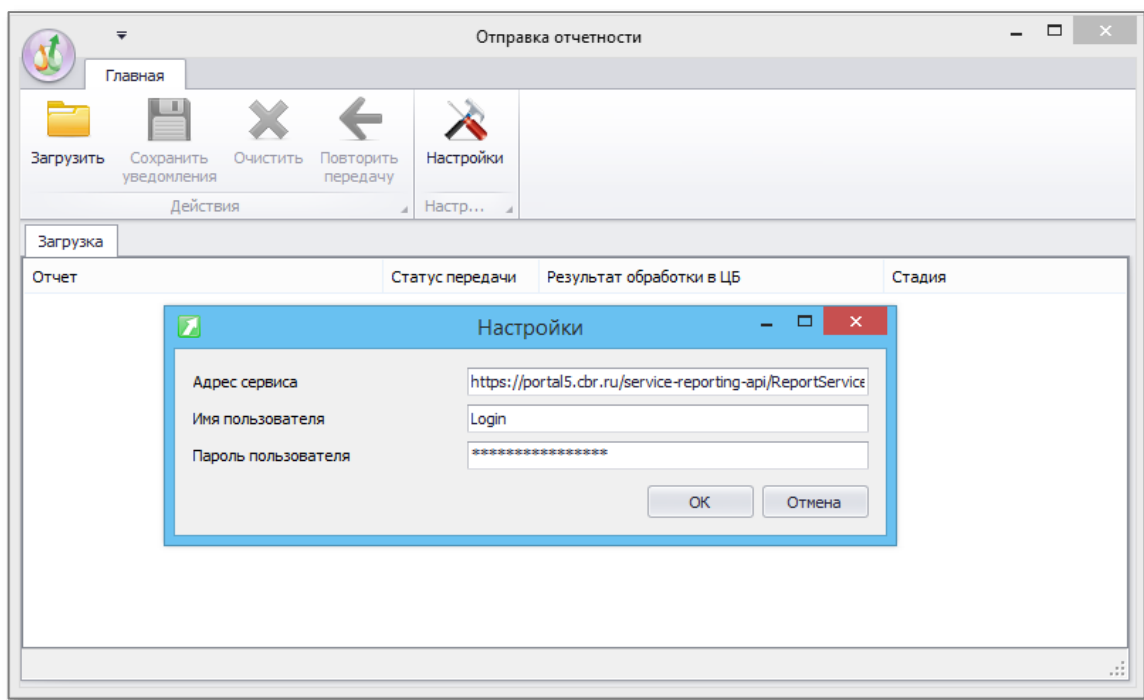 Отправка отчетности
Главная
Загрузить
Сохранить
уведомления
Очистить
Повторить
передачу
Настройки
Действия
Настр...
Загрузка
Отчет Статус передачи Результат обработки в ЦБ Стадия
Настройки
Адрес сервиса https://portal5.cbr.ru/service-reporting-api/ReportService
Имя пользователя Login
Пароль пользователя ****************
ОК Отмена